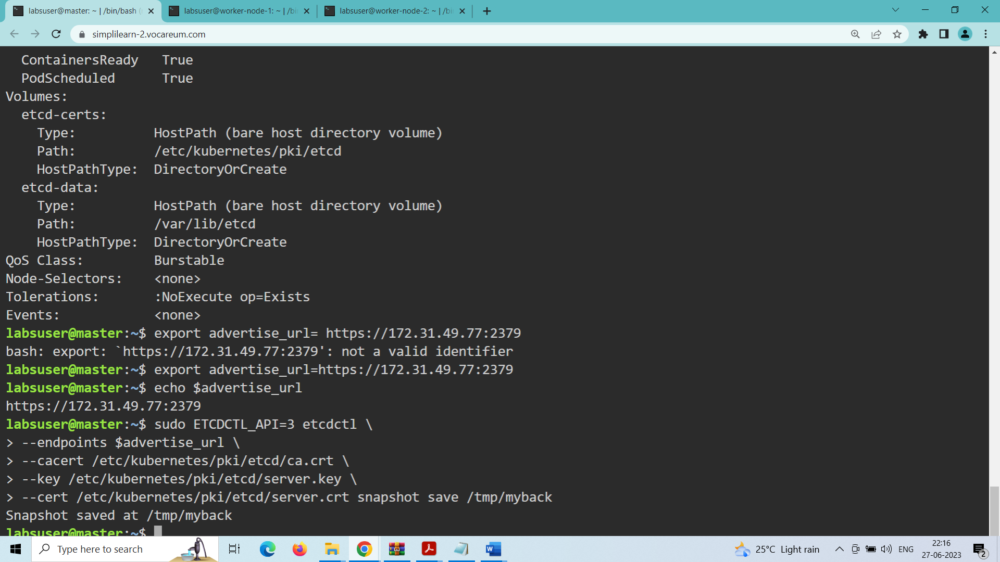 labsuser@master: ~ | /bin/bash
labsuser@worker-node-1: ~ | /bi
labsuser@worker-node-2: ~ | /bi
simplilearn-2.vocareum.com
ContainersReady True
PodScheduled True
Volumes:
etcd-certs:
Type: HostPath (bare host directory volume)
Path: /etc/kubernetes/pki/etcd
HostPathType: DirectoryOrCreate
etcd-data:
Type: HostPath (bare host directory volume)
Path: /var/lib/etcd
HostPathType: DirectoryOrCreate
QoS Class: Burstable
Node-Selectors: <none>
Tolerations: :NoExecute op=Exists
Events: <none>
labsuser@master:~$ export advertise_url= https://172.31.49.77:2379
bash: export: `https://172.31.49.77:2379': not a valid identifier
labsuser@master:~$ export advertise_url=https://172.31.49.77:2379
labsuser@master:~$ echo $advertise_url
https://172.31.49.77:2379
labsuser@master:~$ sudo ETCDCTL_API=3 etcdctl \
> --endpoints $advertise_url \
> --cacert /etc/kubernetes/pki/etcd/ca.crt \
> --key /etc/kubernetes/pki/etcd/server.key \
> --cert /etc/kubernetes/pki/etcd/server.crt snapshot save /tmp/myback
Snapshot saved at /tmp/myback
labsuser@master:~$
Type here to search
25°C Light rain
ENG
22:16
27-06-2023
2